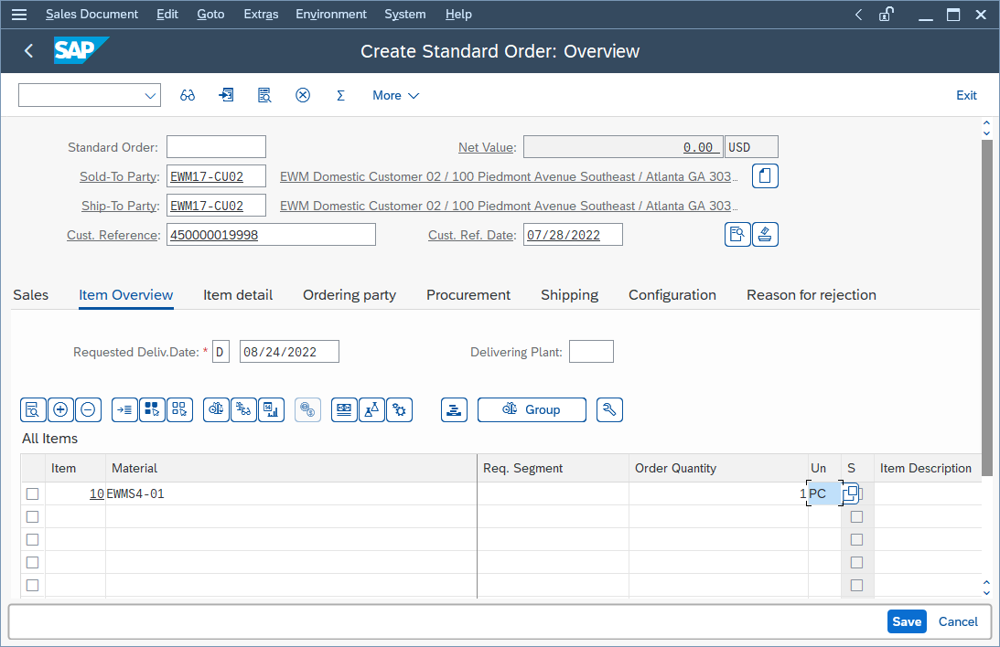 Sales Document Edit Goto Extras Environment System Help
SAP Create Standard Order: Overview
More Exit
Standard Order: Net Value: 0.00 USD
Sold-To Party: EWM17-CU02 EWM Domestic Customer 02 / 100 Piedmont Avenue Southeast / Atlanta GA 303...
Ship-To Party: EWM17-CU02 EWM Domestic Customer 02 / 100 Piedmont Avenue Southeast / Atlanta GA 303...
Cust. Reference: 450000019998 Cust. Ref. Date: 07/28/2022
Sales Item Overview Item detail Ordering party Procurement Shipping Configuration Reason for rejection
Requested Deliv.Date: * D 08/24/2022 Delivering Plant:
Group
All Items
Item Material Req. Segment Order Quantity Un S Item Description
10 EWMS4-01 1 PC
Save Cancel